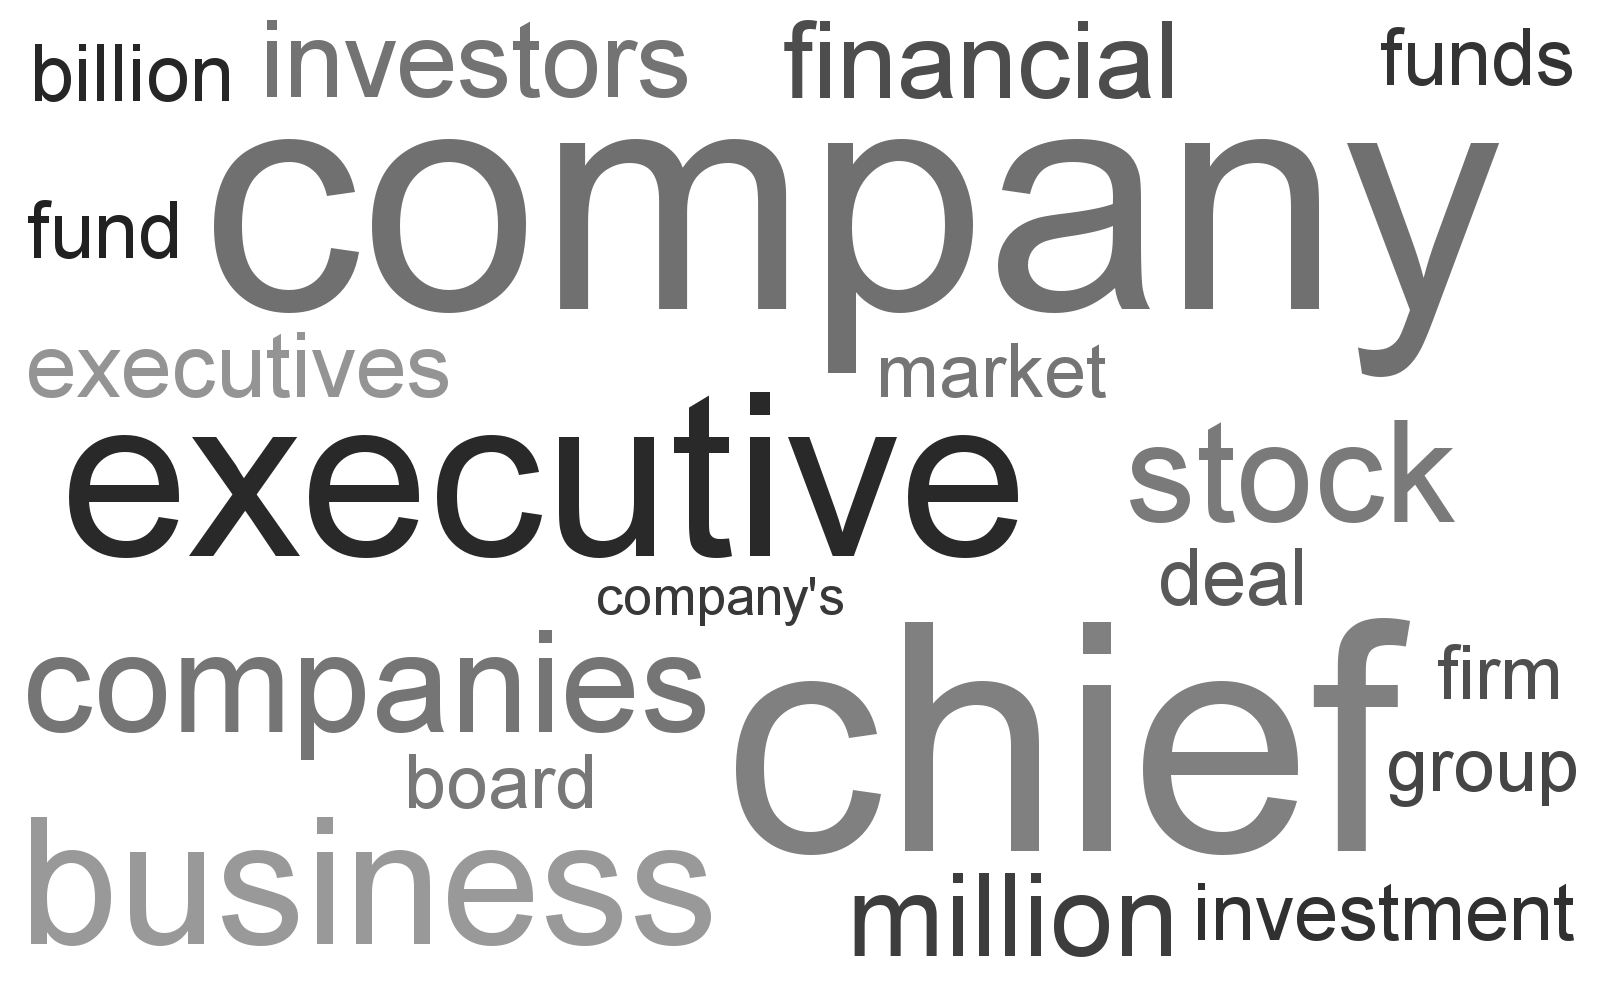 billion investors financial funds
fund company
executives market
executive stock
company's deal
companies chief firm
board group
business million investment